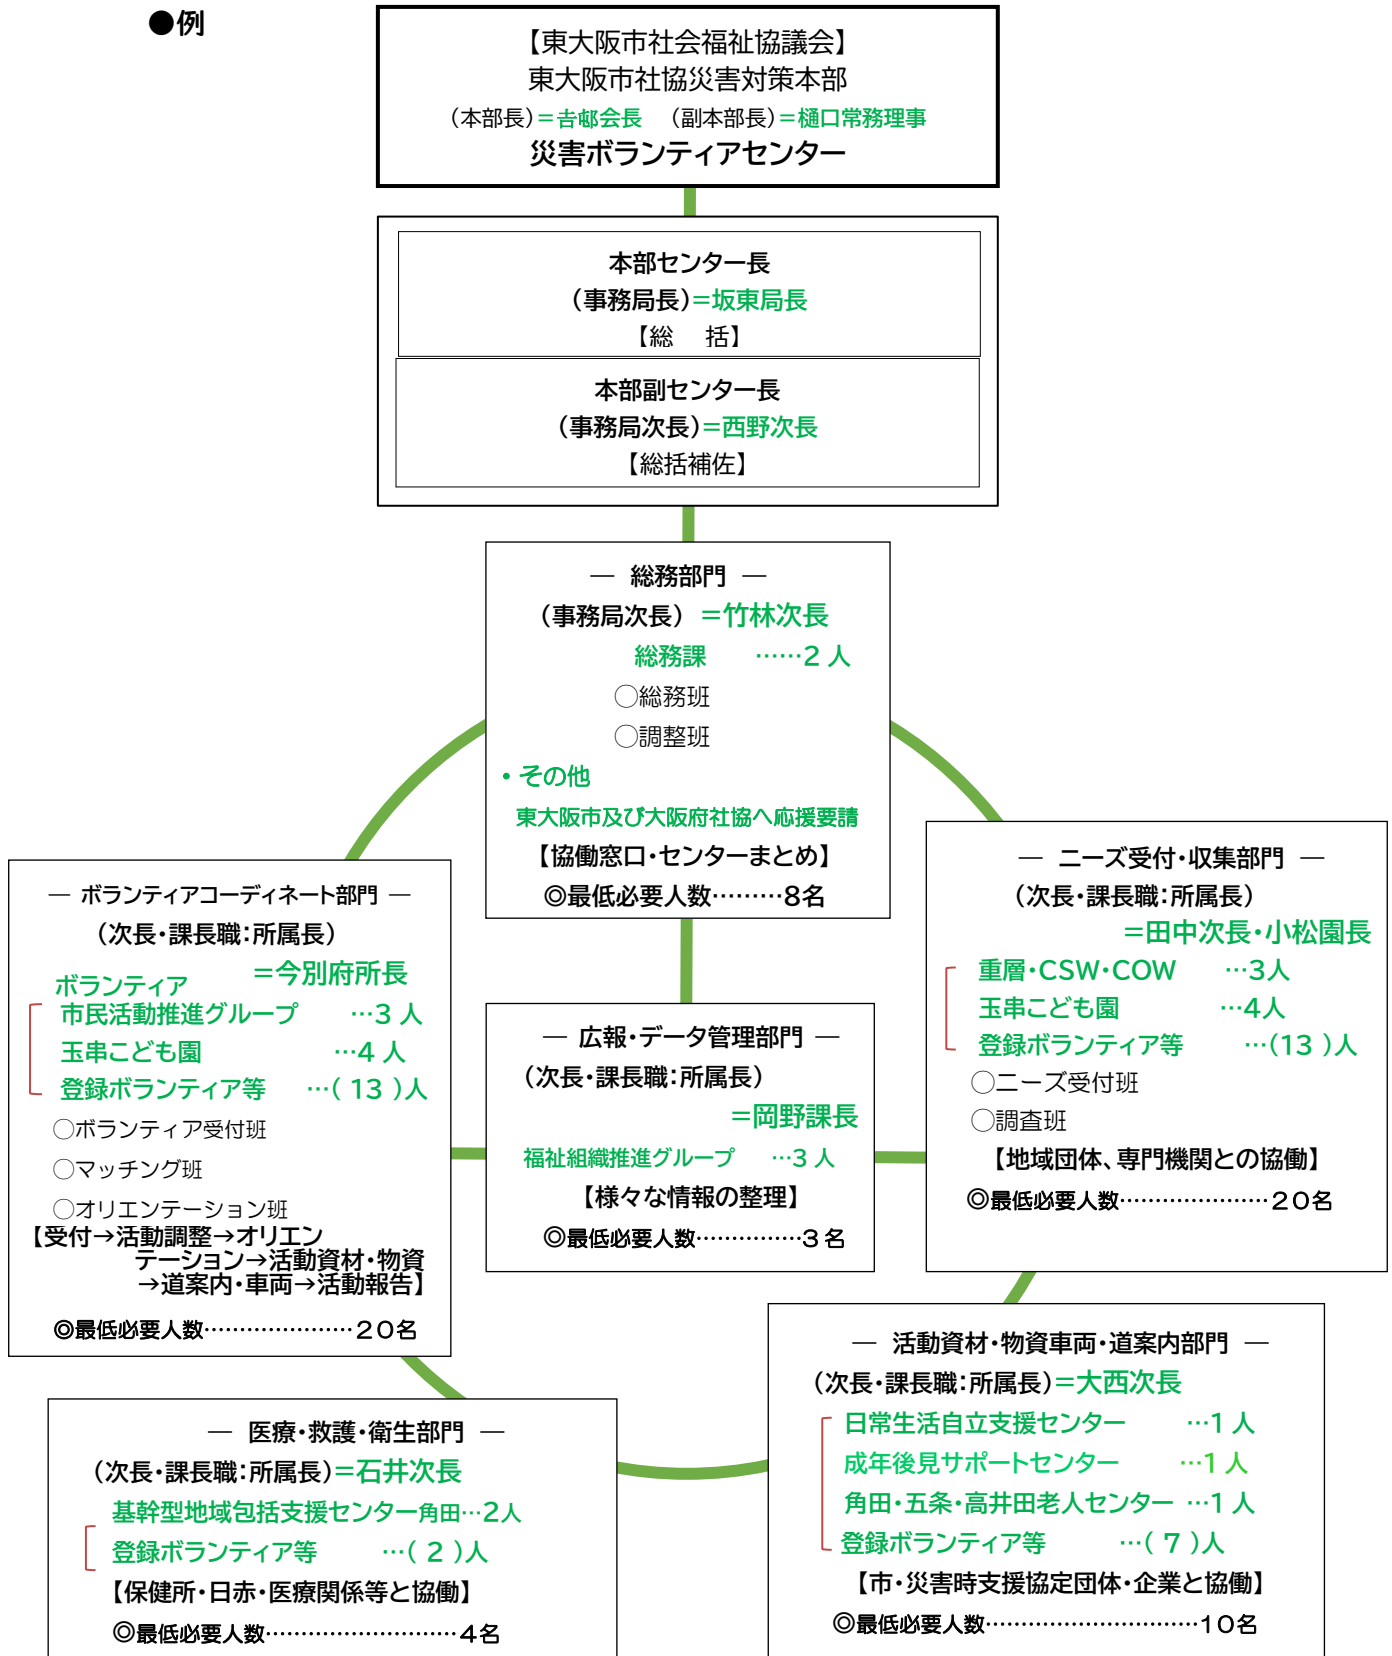 ●例
【東大阪市社会福祉協議会】
東大阪市社協災害対策本部
（本部長）＝𠮷邨会長　（副本部長）＝樋口常務理事
災害ボランティアセンター
本部センター長
（事務局長）＝坂東局長
【総　括】
本部副センター長
（事務局次長）＝西野次長
【総括補佐】
― 総務部門 ―
（事務局次長）＝竹林次長
総務課　……2 人
〇総務班
〇調整班
・その他
東大阪市及び大阪府社協へ応援要請
【協働窓口・センターまとめ】
◎最低必要人数………8名
― ボランティアコーディネート部門 ―
（次長・課長職：所属長）
＝今別府所長
ボランティア
市民活動推進グループ　…3 人
玉串こども園　…4 人
登録ボランティア等　…( 13 )人
〇ボランティア受付班
〇マッチング班
〇オリエンテーション班
【受付→活動調整→オリエン
テーション→活動資材・物資
→道案内・車両→活動報告】
◎最低必要人数…………………20名
― 広報・データ管理部門 ―
（次長・課長職：所属長）
＝岡野課長
福祉組織推進グループ　…3 人
【様々な情報の整理】
◎最低必要人数……………3 名
― ニーズ受付・収集部門 ―
（次長・課長職：所属長）
＝田中次長・小松園長
重層・CSW・COW　…3人
玉串こども園　…4人
登録ボランティア等　…(13 )人
〇ニーズ受付班
〇調査班
【地域団体、専門機関との協働】
◎最低必要人数…………………20名
― 医療・救護・衛生部門 ―
（次長・課長職：所属長）＝石井次長
基幹型地域包括支援センター角田…2人
登録ボランティア等　…( 2 )人
【保健所・日赤・医療関係等と協働】
◎最低必要人数………………………4名
― 活動資材・物資車両・道案内部門 ―
（次長・課長職：所属長）＝大西次長
日常生活自立支援センター　…1 人
成年後見サポートセンター　…1 人
角田・五条・高井田老人センター …1 人
登録ボランティア等　…( 7 )人
【市・災害時支援協定団体・企業と協働】
◎最低必要人数…………………………10名